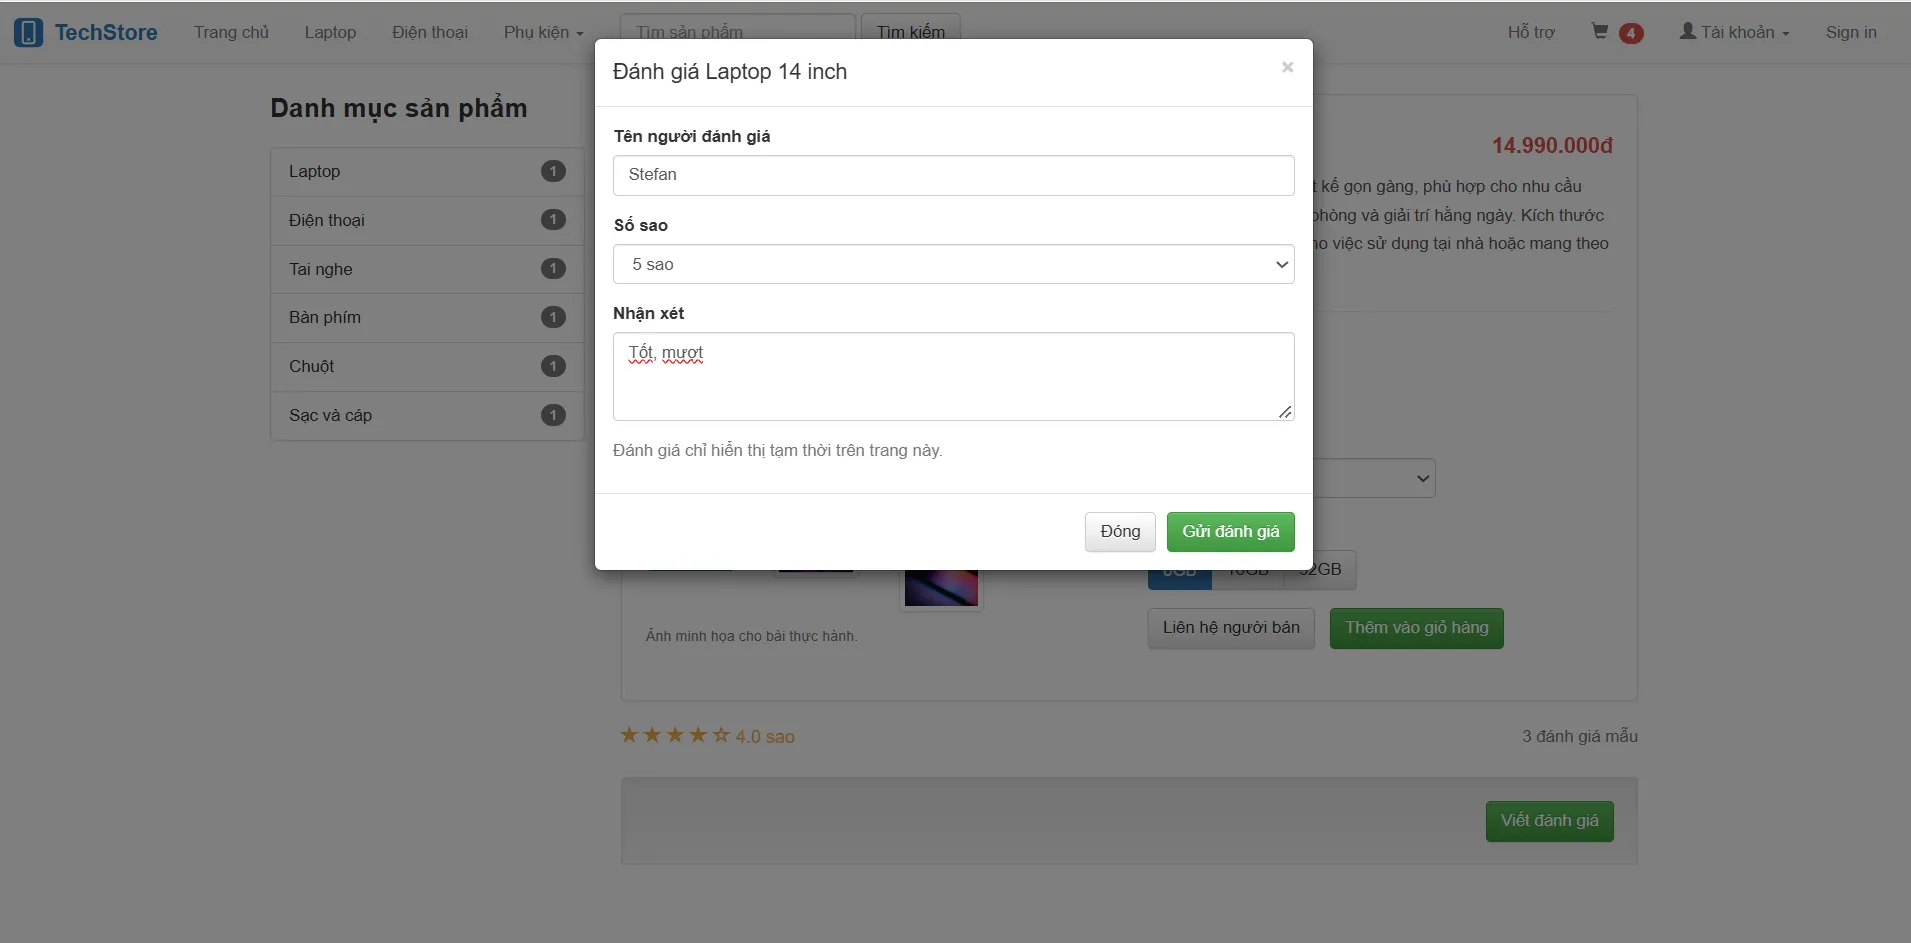 TechStore Trang chủ Laptop Điện thoại Phụ kiện Tìm sản phẩm Tìm kiếm Hỗ trợ 4 Tài khoản Sign in
Đánh giá Laptop 14 inch ×
Tên người đánh giá
Stefan
Số sao
5 sao
Nhận xét
Tốt, mượt
Đánh giá chỉ hiển thị tạm thời trên trang này.
Đóng Gửi đánh giá
Danh mục sản phẩm
Laptop 1
Điện thoại 1
Tai nghe 1
Bàn phím 1
Chuột 1
Sạc và cáp 1
14.990.000đ
kế gọn gàng, phù hợp cho nhu cầu
phòng và giải trí hằng ngày. Kích thước
việc sử dụng tại nhà hoặc mang theo
8GB 16GB 32GB
Ảnh minh họa cho bài thực hành.
Liên hệ người bán Thêm vào giỏ hàng
4.0 sao 3 đánh giá mẫu
Viết đánh giá